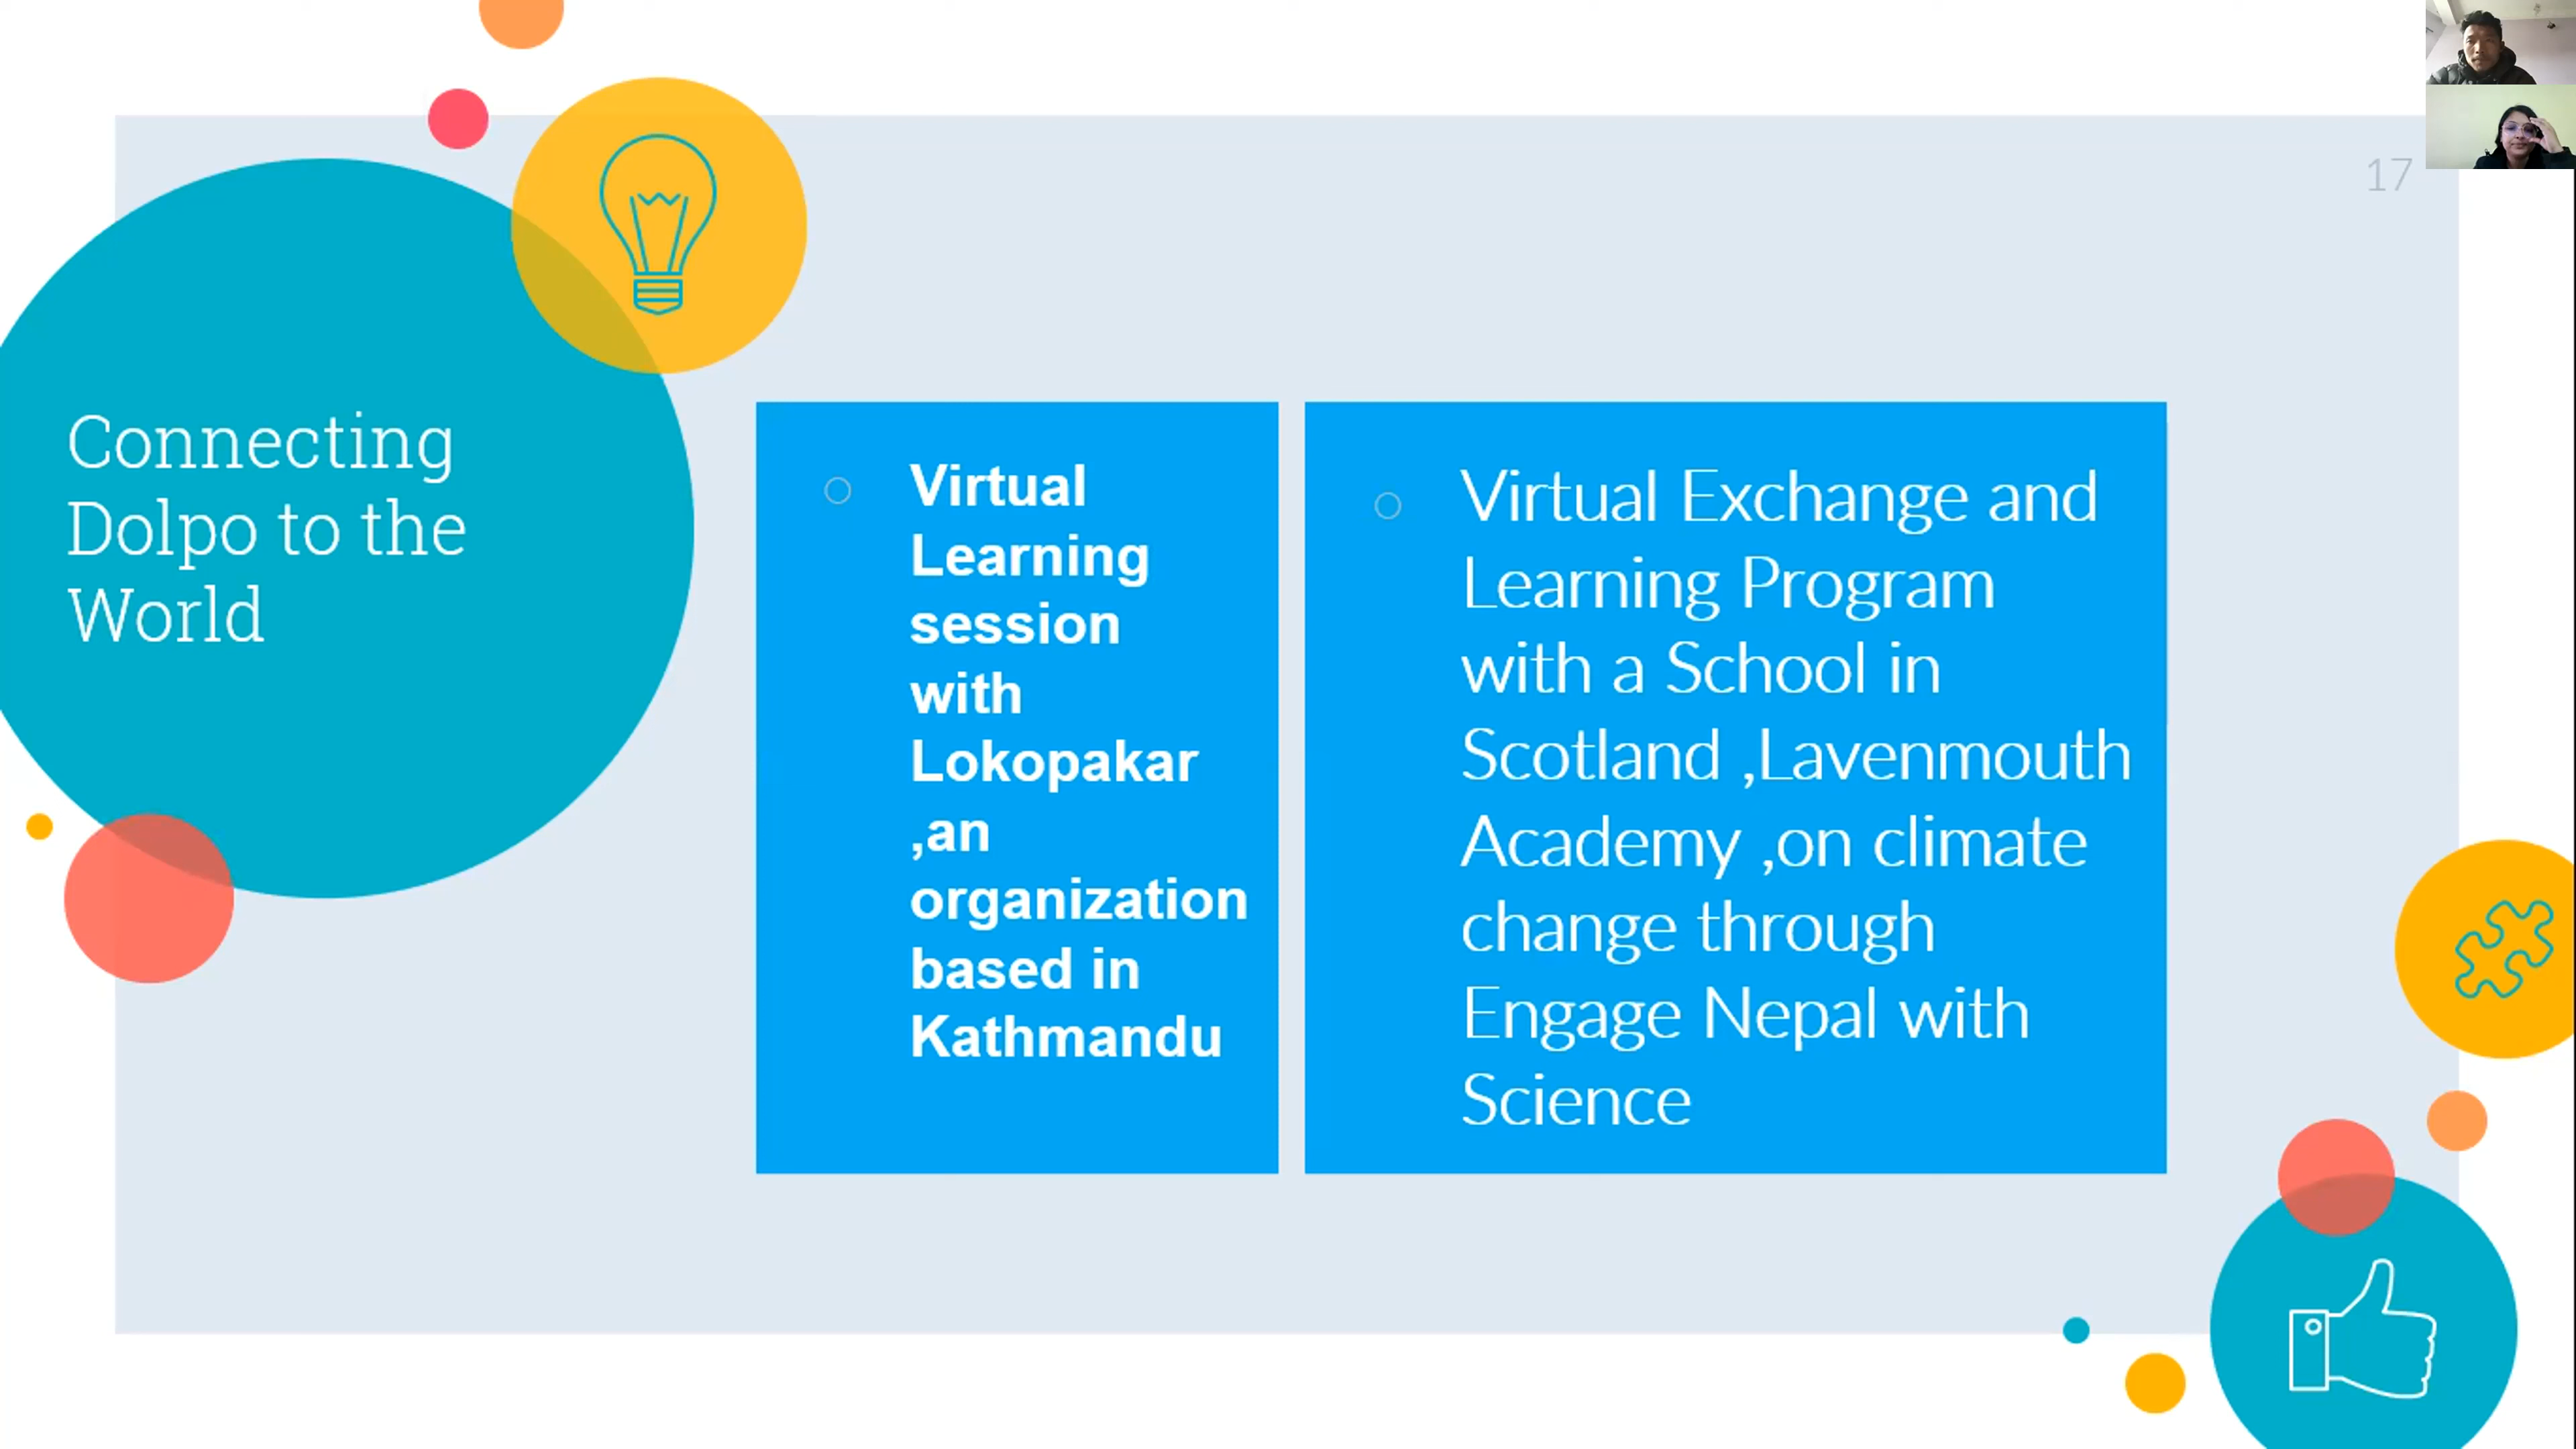 17
Connecting
Dolpo to the
World
Virtual
Learning
session
with
Lokopakar
,an
organization
based in
Kathmandu
Virtual Exchange and
Learning Program
with a School in
Scotland ,Lavenmouth
Academy ,on climate
change through
Engage Nepal with
Science